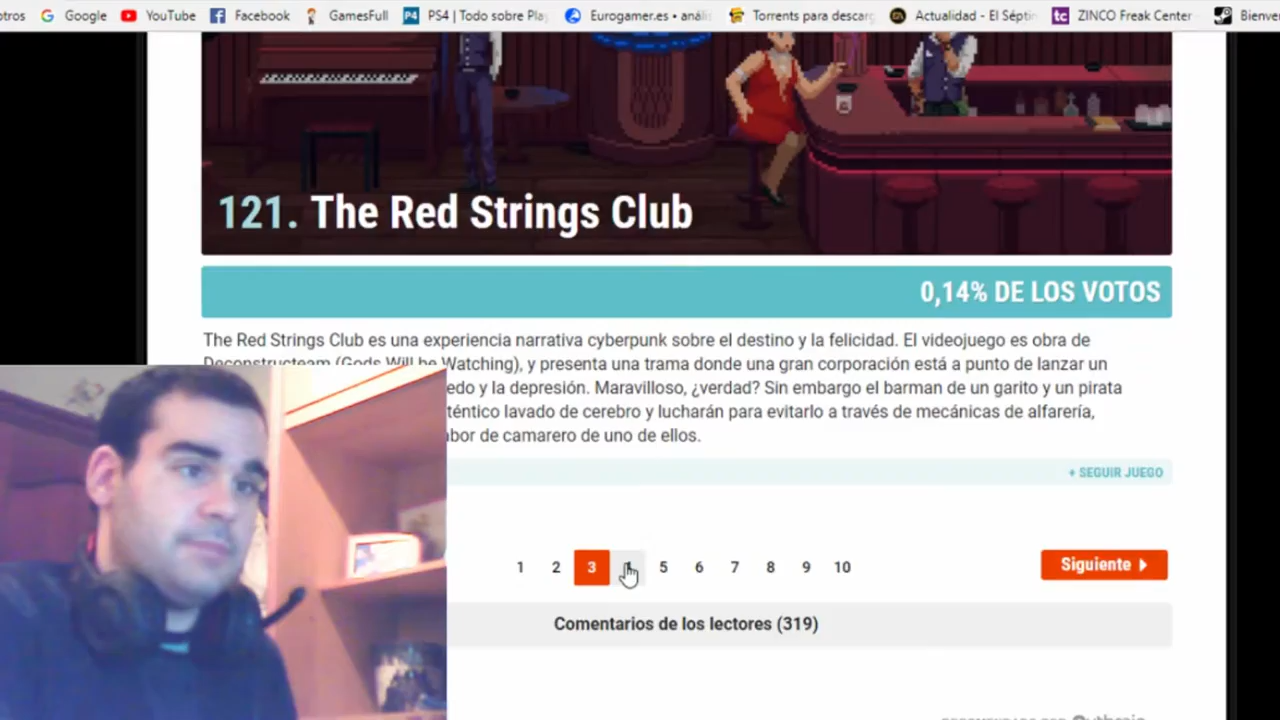 otros Google YouTube Facebook GamesFull PS4 | Todo sobre Play Eurogamer.es • análi Torrents para descarg Actualidad - El Séptin ZINCO Freak Center Bienve
121. The Red Strings Club
0,14% DE LOS VOTOS
The Red Strings Club es una experiencia narrativa cyberpunk sobre el destino y la felicidad. El videojuego es obra de
Deconstructeam (Gods Will be Watching), y presenta una trama donde una gran corporación está a punto de lanzar un
edo y la depresión. Maravilloso, ¿verdad? Sin embargo el barman de un garito y un pirata
téntico lavado de cerebro y lucharán para evitarlo a través de mecánicas de alfarería,
bor de camarero de uno de ellos.
+ SEGUIR JUEGO
1 2 3 4 5 6 7 8 9 10 Siguiente
Comentarios de los lectores (319)